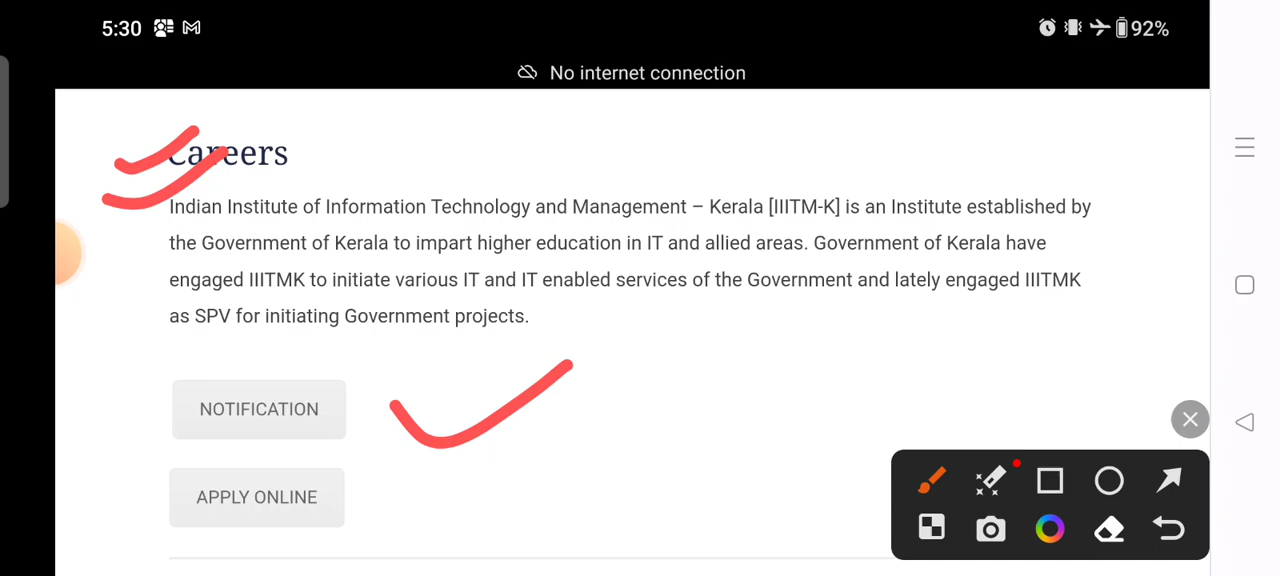 5:30
92%
No internet connection
Careers
Indian Institute of Information Technology and Management – Kerala [IIITM-K] is an Institute established by
the Government of Kerala to impart higher education in IT and allied areas. Government of Kerala have
engaged IIITMK to initiate various IT and IT enabled services of the Government and lately engaged IIITMK
as SPV for initiating Government projects.
NOTIFICATION
APPLY ONLINE